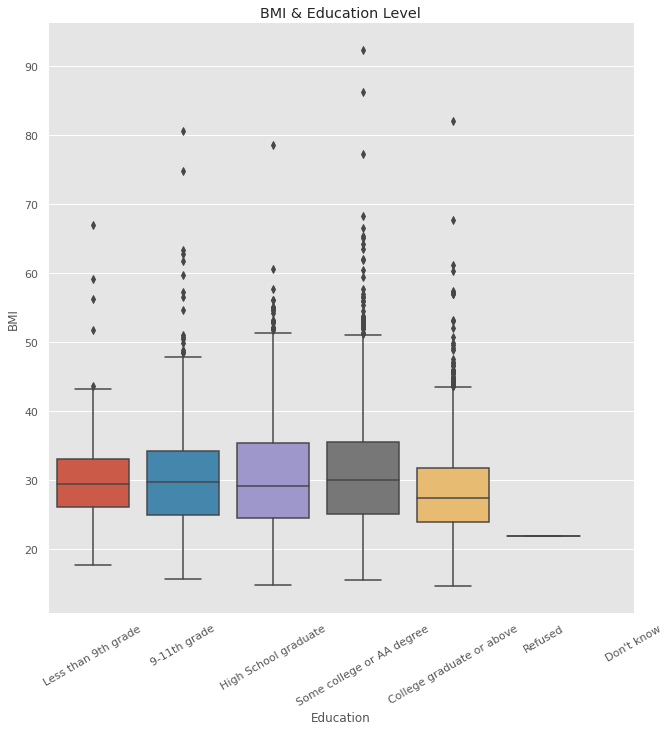 BMI & Education Level
90
80
70
60
50
40
30
20
BMI
Less than 9th grade
9-11th grade
High School graduate
Some college or AA degree
College graduate or above
Refused
Don't know
Education